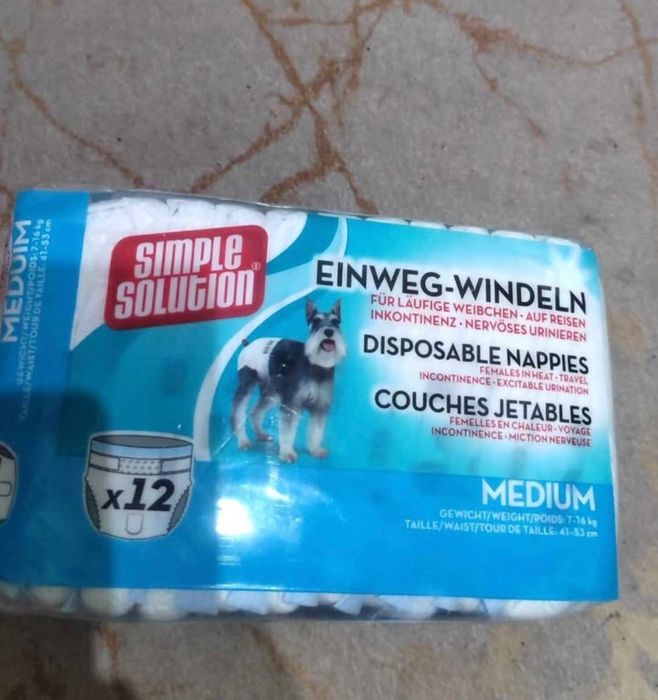 SIMPLE
SOLUTION®
EINWEG-WINDELN
FÜR LÄUFIGE WEIBCHEN • AUF REISEN
INKONTINENZ • NERVÖSES URINIEREN
DISPOSABLE NAPPIES
FEMALES IN HEAT • TRAVEL
INCONTINENCE • EXCITABLE URINATION
COUCHES JETABLES
FEMELLES EN CHALEUR • VOYAGE
INCONTINENCE • MICTION NERVEUSE
x12
MEDIUM
GEWICHT/WEIGHT/POIDS: 7-16 kg
TAILLE/WAIST/TOUR DE TAILLE: 41-53 cm
MEDUIM
GEWICHT/WEIGHT/POIDS: 7-16 kg
TAILLE/WAIST/TOUR DE TAILLE: 41-53 cm